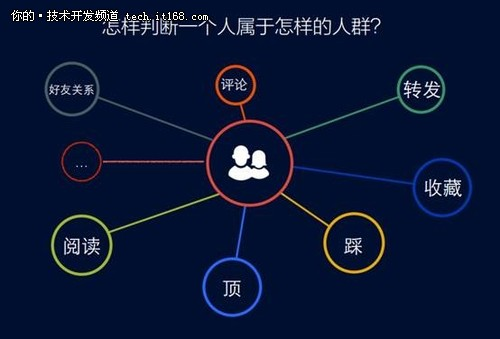 你的·技术开发频道 tech.it168.com
怎样判断一个人属于怎样的人群?
好友关系
评论
转发
...
收藏
阅读
踩
顶